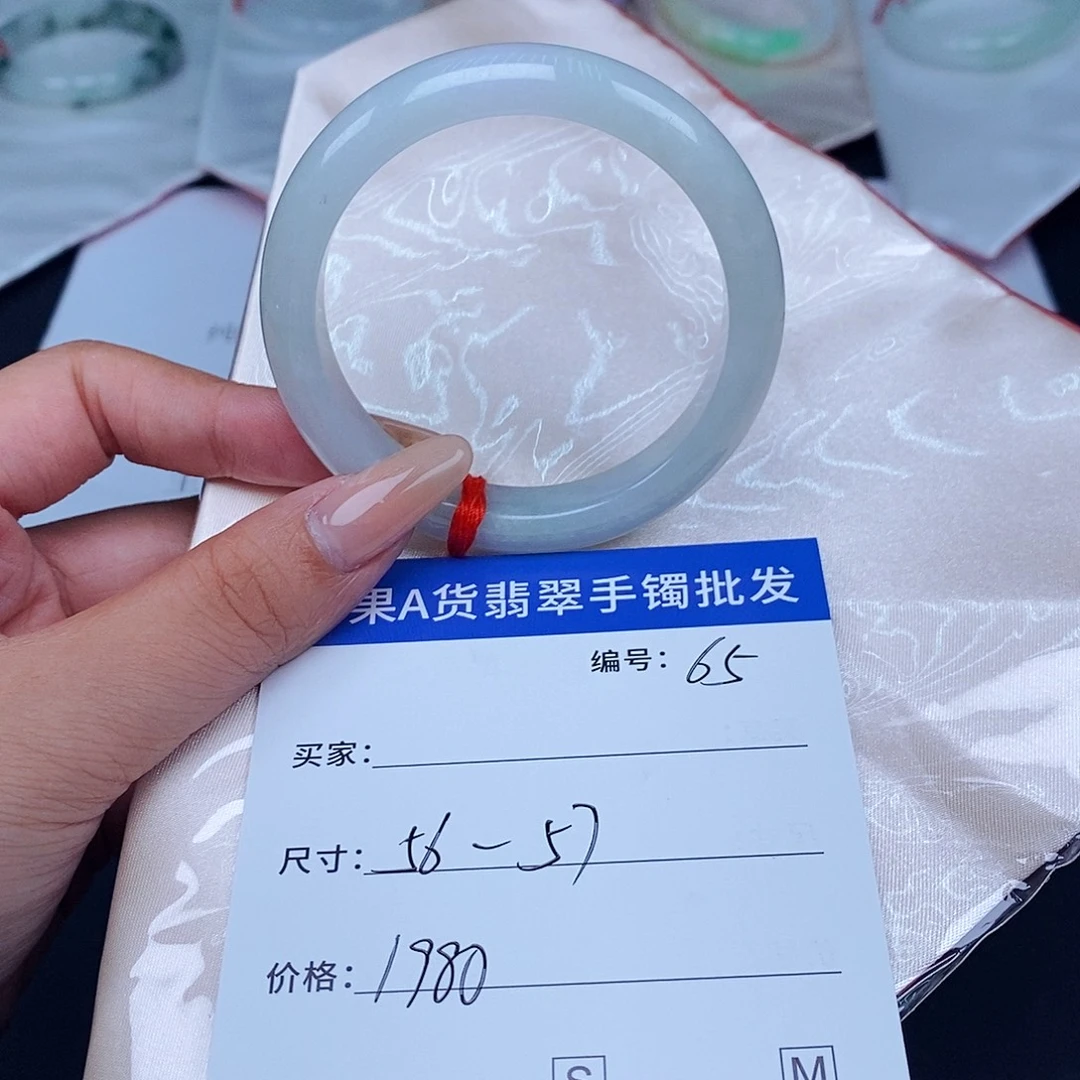 果A货翡翠手镯批发
编号：65
买家：
尺寸：56-57
价格：1980
S M